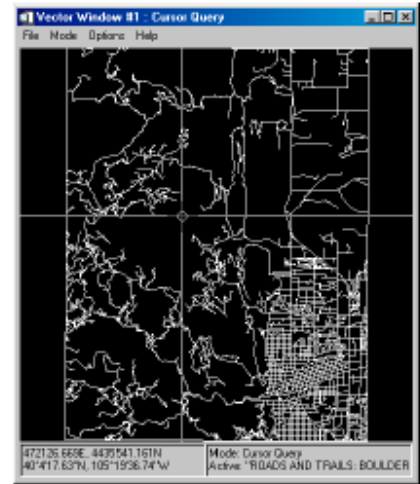 Vector Window #1 : Cursor Query
File Mode Options Help
472126.669E, 4435541.161N
40°4'17.63"N, 105°19'36.74"W
Mode: Cursor Query
Active: "ROADS AND TRAILS: BOULDER